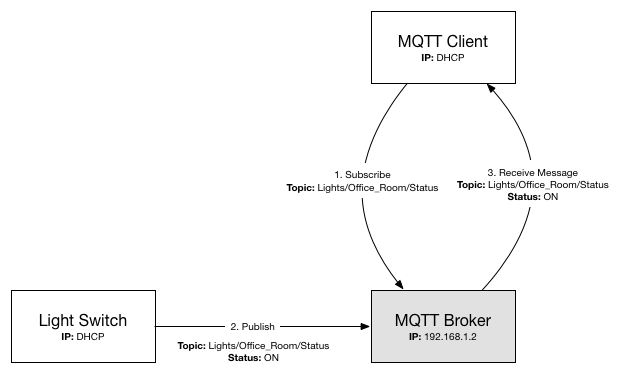 MQTT Client
IP: DHCP
1. Subscribe
Topic: Lights/Office_Room/Status
3. Receive Message
Topic: Lights/Office_Room/Status
Status: ON
Light Switch
IP: DHCP
2. Publish
Topic: Lights/Office_Room/Status
Status: ON
MQTT Broker
IP: 192.168.1.2